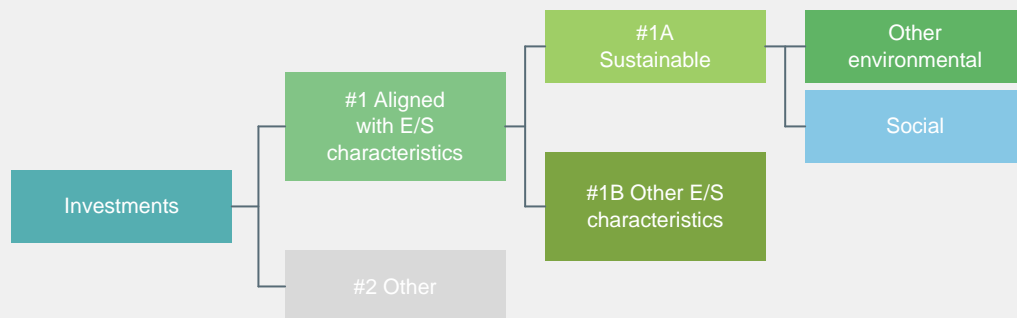 Investments
#1 Aligned
with E/S
characteristics
#2 Other
#1A
Sustainable
#1B Other E/S
characteristics
Other
environmental
Social